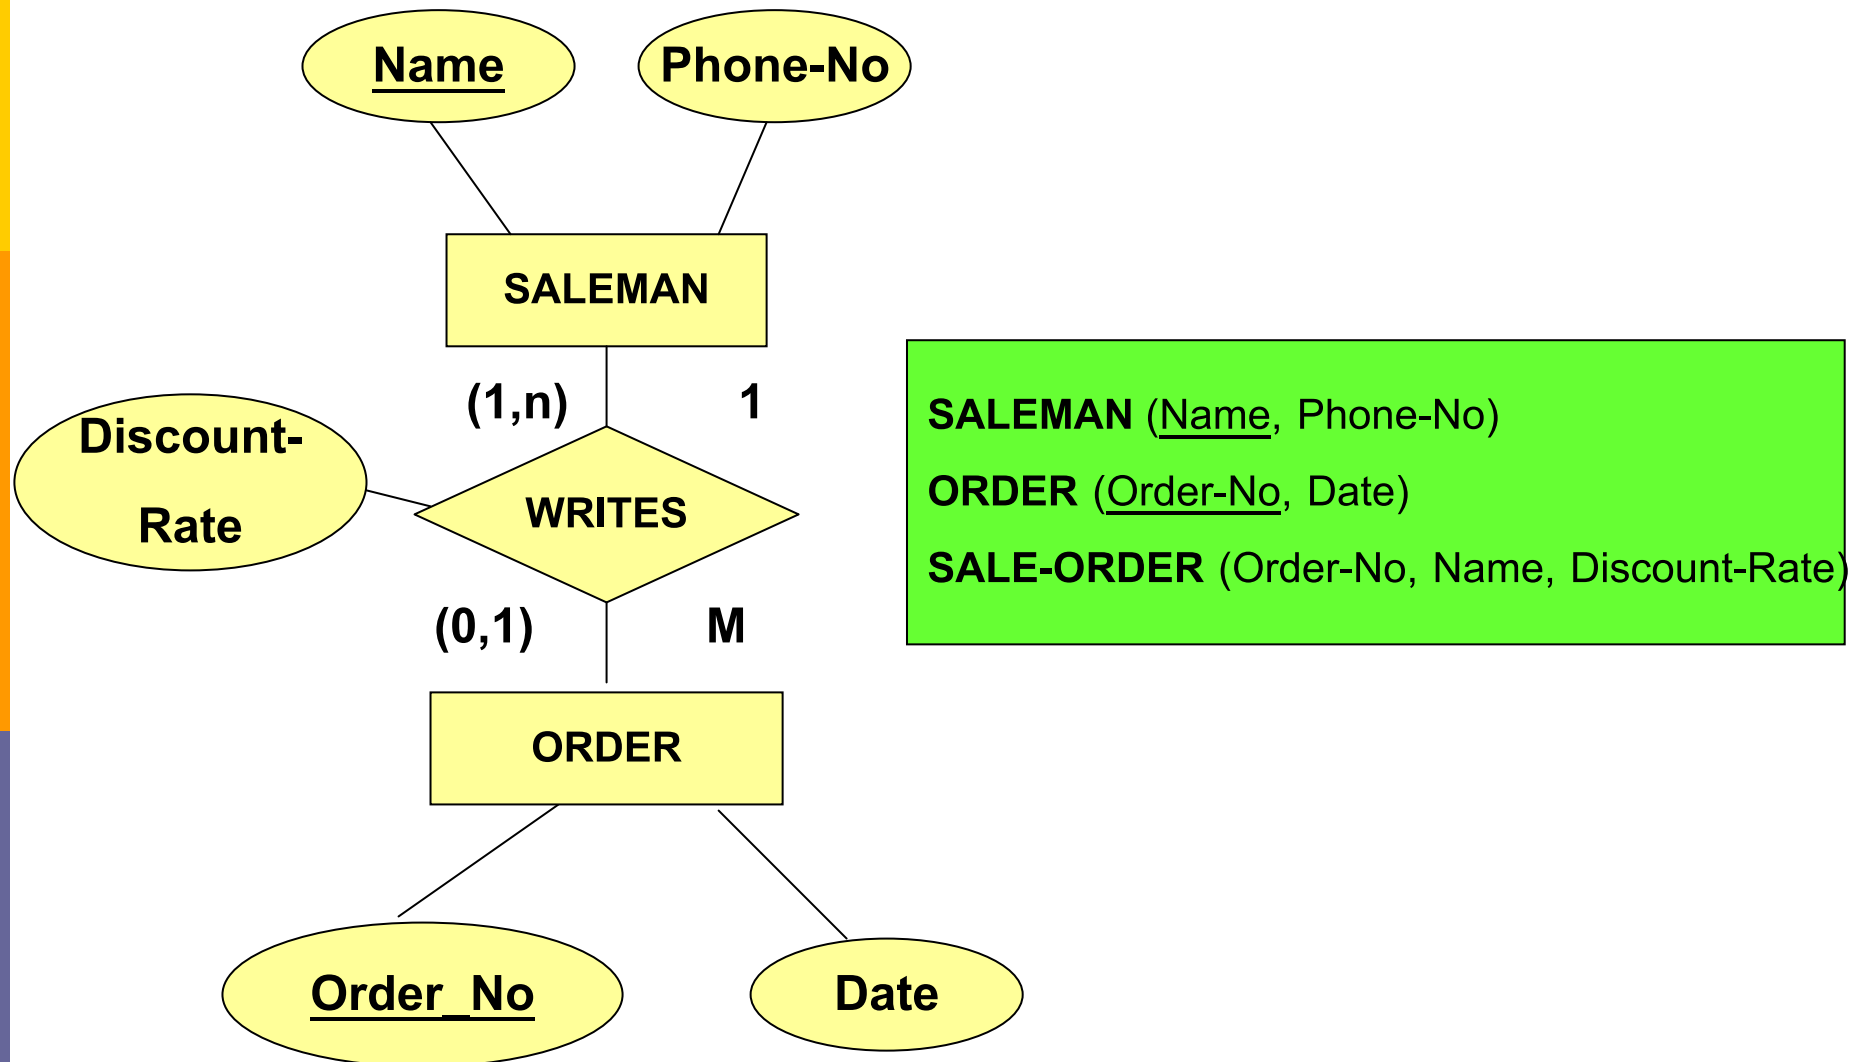 Name
Phone-No
SALEMAN
(1,n)
1
Discount-
Rate
WRITES
(0,1)
M
ORDER
Order_No
Date
SALEMAN (Name, Phone-No)
ORDER (Order-No, Date)
SALE-ORDER (Order-No, Name, Discount-Rate)